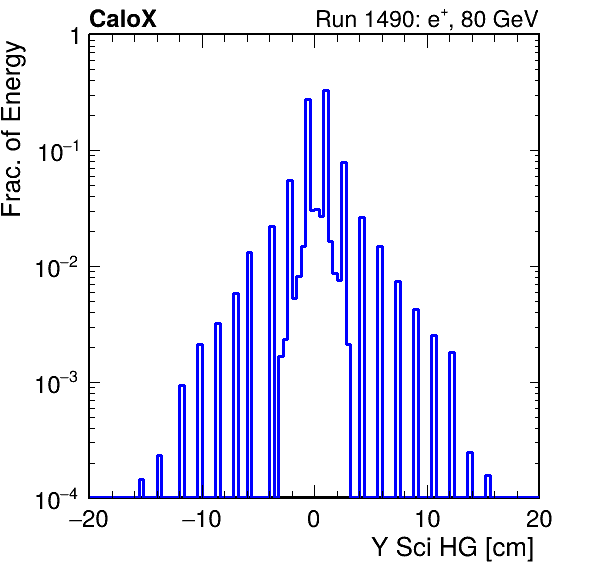 CaloX Run 1490: e⁺, 80 GeV
Frac. of Energy
1
10⁻¹
10⁻²
10⁻³
10⁻⁴
−20 −10 0 10 20
Y Sci HG [cm]